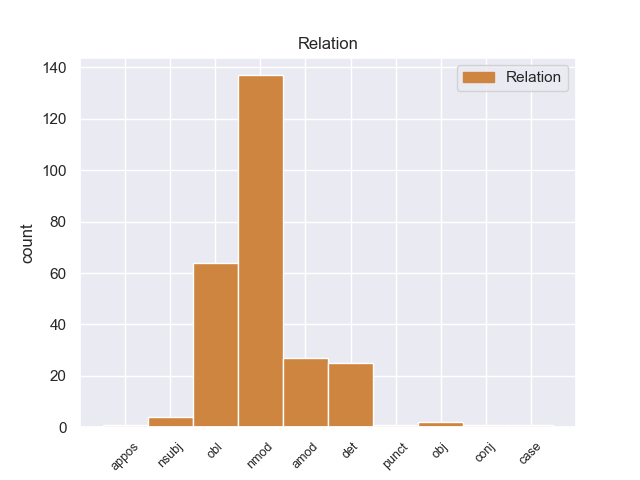 Relation
Relation
count
140
120
100
80
60
40
20
0
appos nsubj obl nmod amod det punct obj conj case